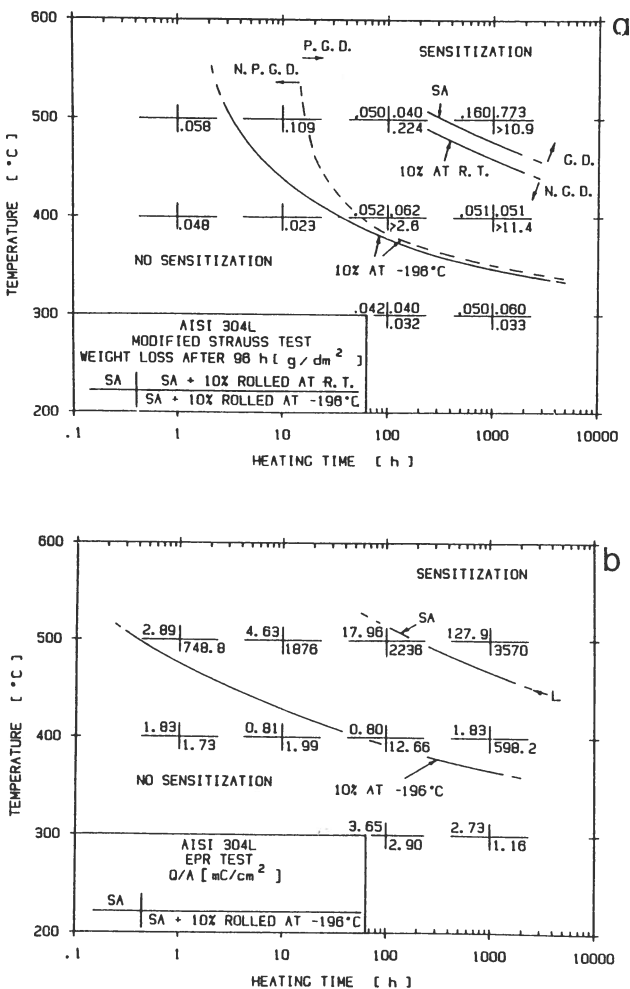 a
600
500
400
300
200
TEMPERATURE [ °C ]
P. G. D.
N. P. G. D.
SENSITIZATION
SA
.058
.109
.050 .040
.224
.160 .773
>10.9
10% AT R. T.
G. D.
N. G. D.
.048
.023
.052 .062
>2.6
.051 .051
>11.4
NO SENSITIZATION
10% AT -196°C
.042 .040
.032
.050 .060
.033
AISI 304L
MODIFIED STRAUSS TEST
WEIGHT LOSS AFTER 96 h [ g/dm2 ]
SA SA + 10% ROLLED AT R. T.
SA + 10% ROLLED AT -196°C
.1 1 10 100 1000 10000
HEATING TIME [ h ]
b
600
500
400
300
200
TEMPERATURE [ °C ]
SENSITIZATION
SA
2.89
748.8
4.63
1876
17.96
2236
127.9
3570
L
1.83
1.73
0.81
1.99
0.80
12.66
1.83
598.2
NO SENSITIZATION
10% AT -196°C
3.65
2.90
2.73
1.16
AISI 304L
EPR TEST
Q/A [ mC/cm2 ]
SA
SA + 10% ROLLED AT -196°C
.1 1 10 100 1000 10000
HEATING TIME [ h ]